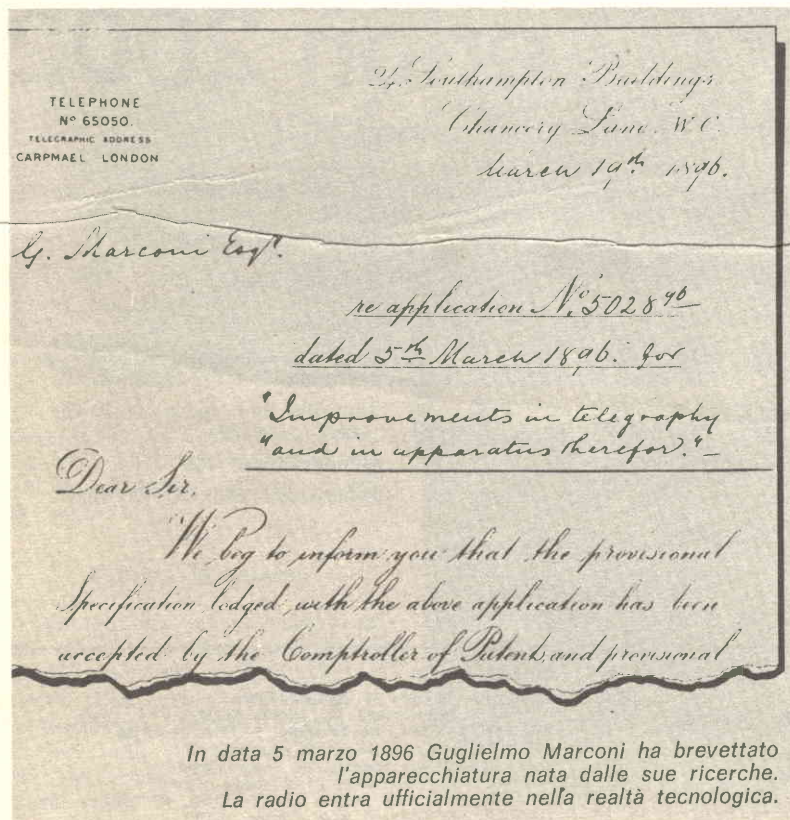 TELEPHONE
Nº 65050.
TELEGRAPHIC ADDRESS
CARPMAEL LONDON
24, Southampton Buildings
Chancery Lane. W.C.
March 19th 1896.
G. Marconi Esqr.
re application No. 5028 96
dated 5th March 1896. for
"Improvements in telegraphy
"and in apparatus therefor."—
Dear Sir,
We beg to inform you that the provisional
Specification lodged with the above application has been
accepted by the Comptroller of Patents and provisional
In data 5 marzo 1896 Guglielmo Marconi ha brevettato
l'apparecchiatura nata dalle sue ricerche.
La radio entra ufficialmente nella realtà tecnologica.